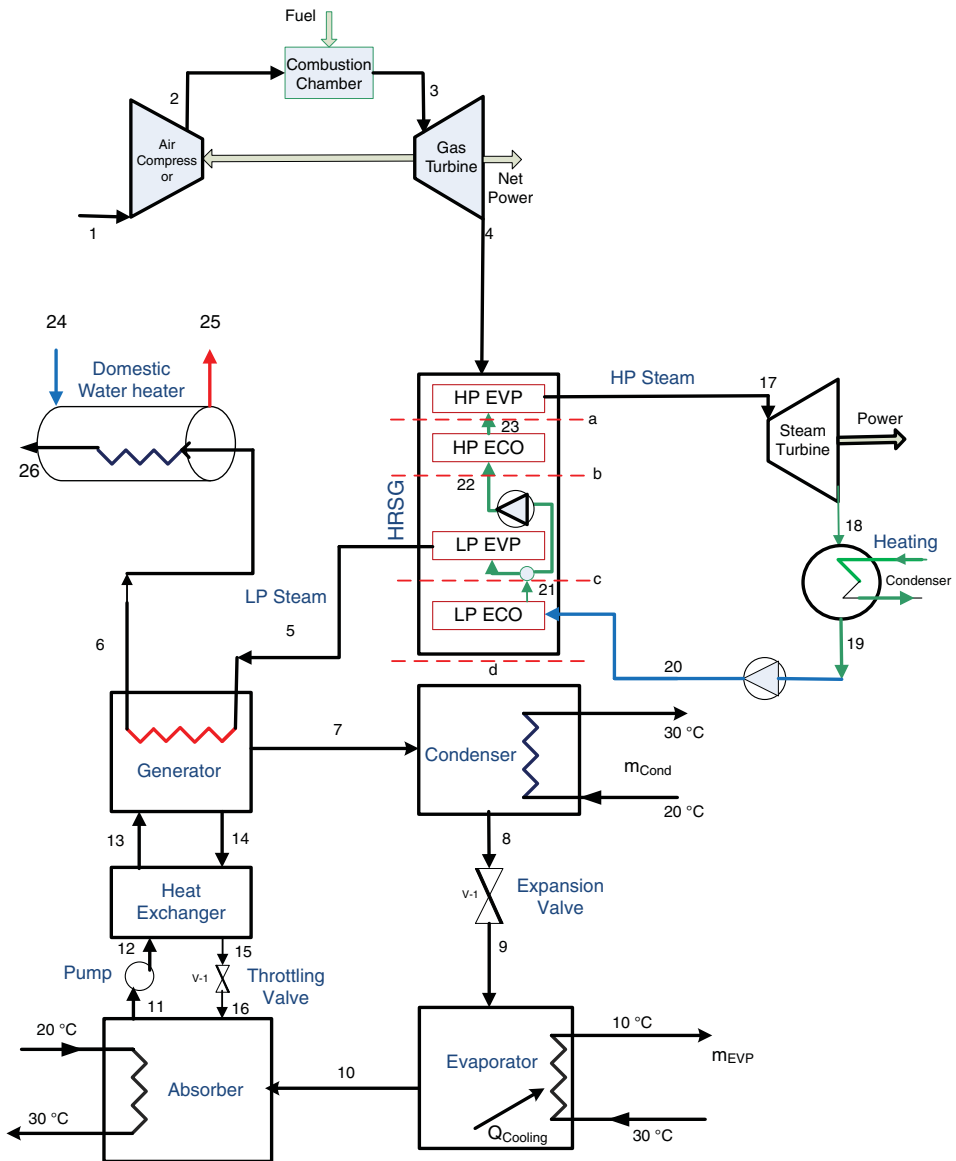 Fuel
Combustion
Chamber
2
3
Air
Compress
or
Gas
Turbine
Net
Power
1
4
24
25
Domestic
Water heater
26
HP Steam
17
HP EVP
23
a
HP ECO
22
b
HRSG
LP EVP
c
21
LP ECO
d
Steam
Turbine
Power
18
Heating
Condenser
19
20
LP Steam
5
6
7
Generator
Condenser
30 °C
mCond
20 °C
13
14
8
Heat
Exchanger
V-1
Expansion
Valve
9
12
15
Pump
V-1
Throttling
Valve
11
16
20 °C
Absorber
30 °C
10
Evaporator
10 °C
mEVP
QCooling
30 °C